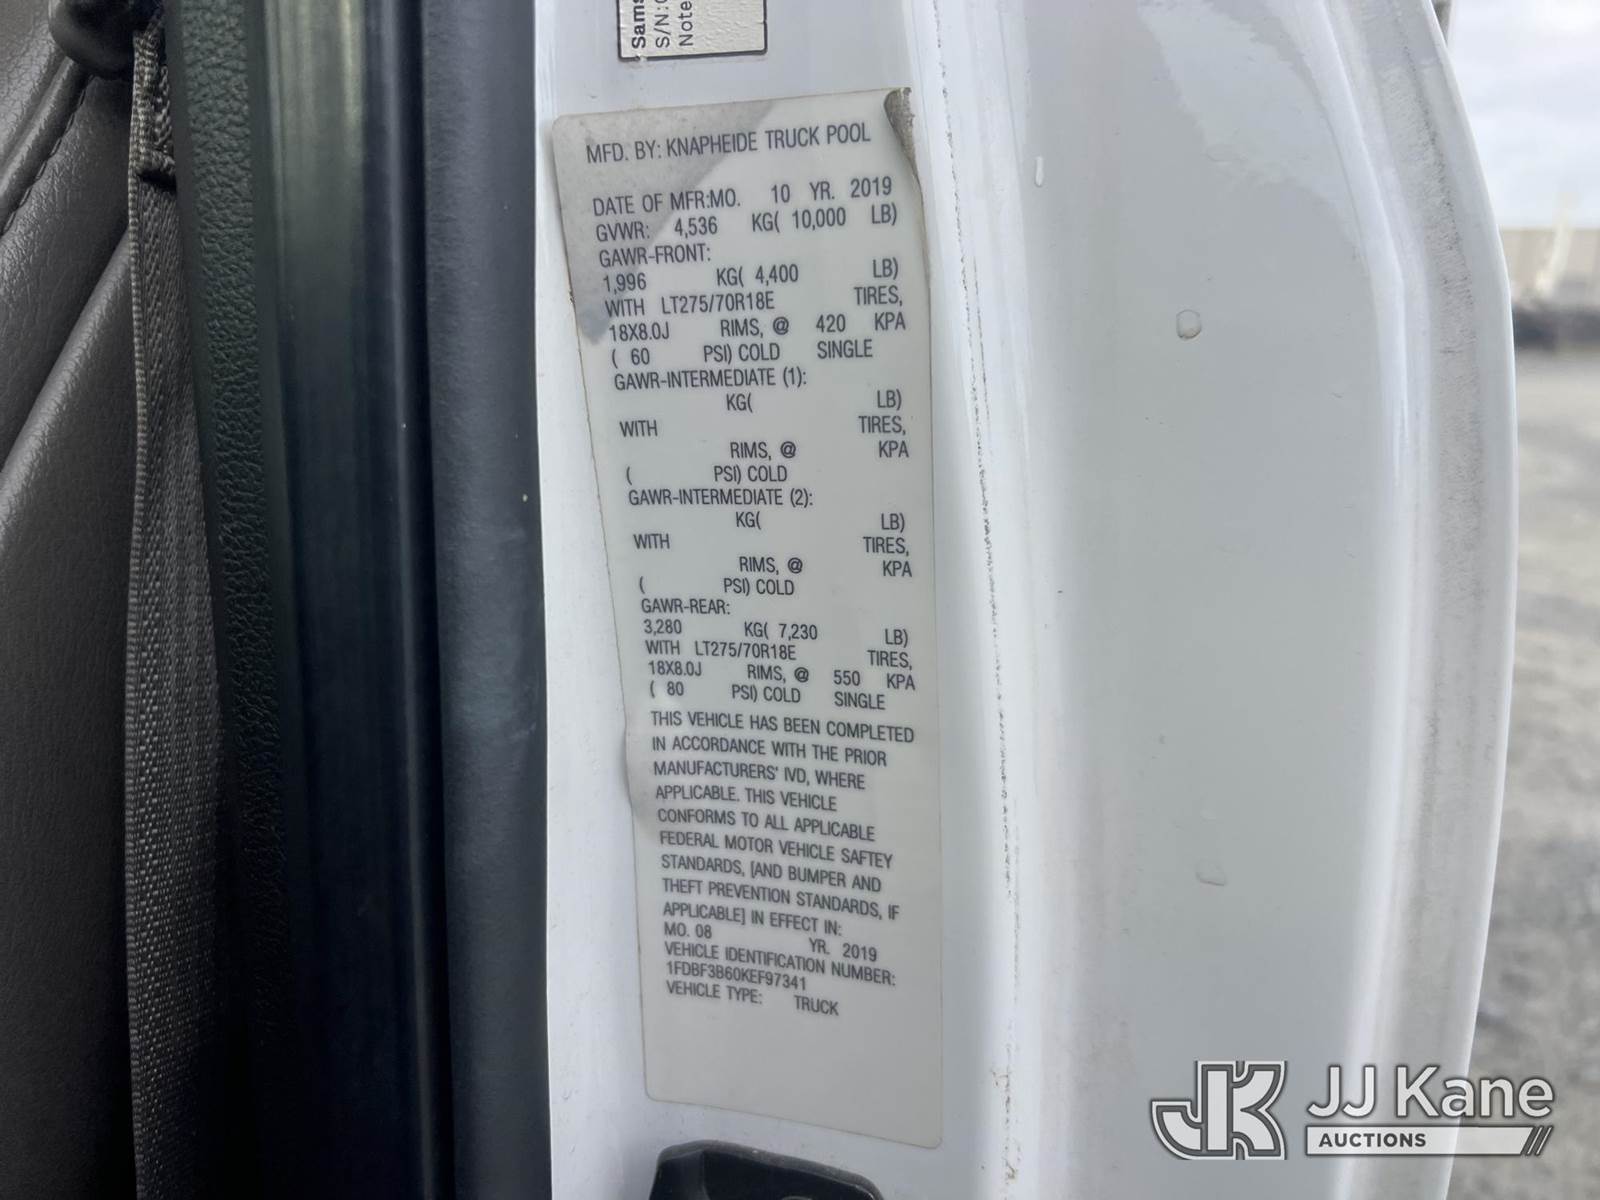 Sams
S/N:
Note
MFD. BY: KNAPHEIDE TRUCK POOL
DATE OF MFR:MO. 10 YR. 2019
GVWR: 4,536 KG( 10,000 LB)
GAWR-FRONT:
1,996 KG( 4,400 LB)
WITH LT275/70R18E TIRES,
18X8.0J RIMS, @ 420 KPA
( 60 PSI) COLD SINGLE
GAWR-INTERMEDIATE (1):
KG( LB)
WITH TIRES,
RIMS, @ KPA
( PSI) COLD
GAWR-INTERMEDIATE (2):
KG( LB)
WITH TIRES,
RIMS, @ KPA
( PSI) COLD
GAWR-REAR:
3,280 KG( 7,230 LB)
WITH LT275/70R18E TIRES,
18X8.0J RIMS, @ 550 KPA
( 80 PSI) COLD SINGLE
THIS VEHICLE HAS BEEN COMPLETED
IN ACCORDANCE WITH THE PRIOR
MANUFACTURERS' IVD, WHERE
APPLICABLE. THIS VEHICLE
CONFORMS TO ALL APPLICABLE
FEDERAL MOTOR VEHICLE SAFTEY
STANDARDS, [AND BUMPER AND
THEFT PREVENTION STANDARDS, IF
APPLICABLE] IN EFFECT IN:
MO. 08 YR. 2019
VEHICLE IDENTIFICATION NUMBER:
1FDBF3B60KEF97341
VEHICLE TYPE: TRUCK
JK JJ Kane
AUCTIONS